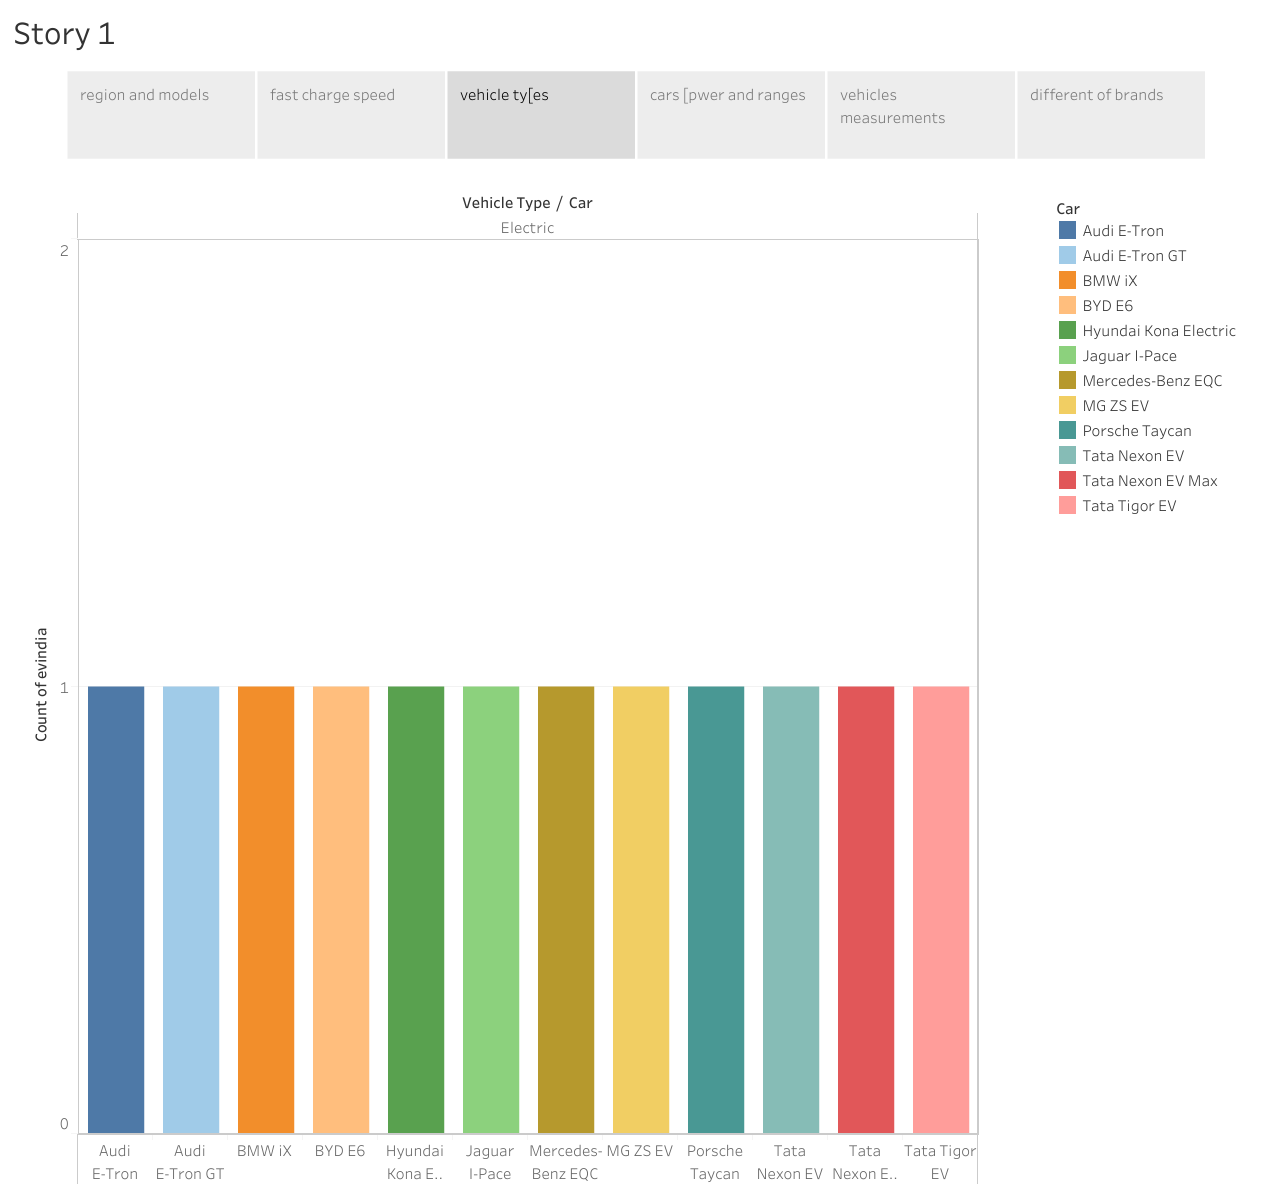 Story 1
region and models
fast charge speed
vehicle ty[es
cars [pwer and ranges
vehicles
measurements
different of brands
Vehicle Type / Car
Electric
2
1
0
Count of evindia
Audi
E-Tron
Audi
E-Tron GT
BMW iX
BYD E6
Hyundai
Kona E..
Jaguar
I-Pace
Mercedes-
Benz EQC
MG ZS EV
Porsche
Taycan
Tata
Nexon EV
Tata
Nexon E..
Tata Tigor
EV
Car
Audi E-Tron
Audi E-Tron GT
BMW iX
BYD E6
Hyundai Kona Electric
Jaguar I-Pace
Mercedes-Benz EQC
MG ZS EV
Porsche Taycan
Tata Nexon EV
Tata Nexon EV Max
Tata Tigor EV